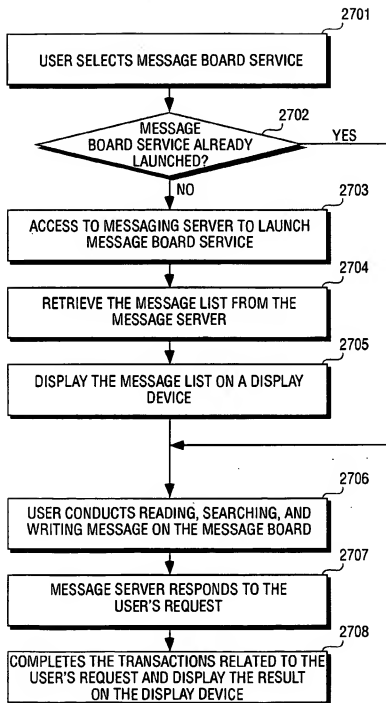 2701
USER SELECTS MESSAGE BOARD SERVICE
2702
MESSAGE
BOARD SERVICE ALREADY
LAUNCHED?
YES
NO
2703
ACCESS TO MESSAGING SERVER TO LAUNCH
MESSAGE BOARD SERVICE
2704
RETRIEVE THE MESSAGE LIST FROM THE
MESSAGE SERVER
2705
DISPLAY THE MESSAGE LIST ON A DISPLAY
DEVICE
2706
USER CONDUCTS READING, SEARCHING, AND
WRITING MESSAGE ON THE MESSAGE BOARD
2707
MESSAGE SERVER RESPONDS TO THE
USER'S REQUEST
2708
COMPLETES THE TRANSACTIONS RELATED TO THE
USER'S REQUEST AND DISPLAY THE RESULT
ON THE DISPLAY DEVICE